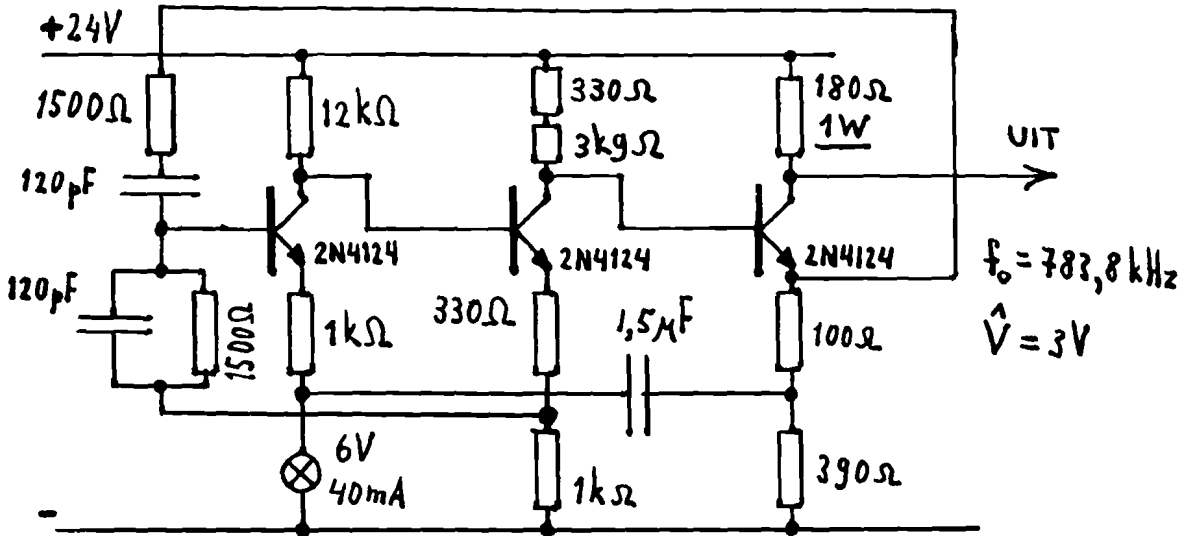 +24V
1500Ω
12kΩ
330Ω
3k9Ω
180Ω
1W
UIT
120pF
2N4124
2N4124
2N4124
120pF
1500Ω
1kΩ
330Ω
1,5μF
100Ω
f₀ = 783,8 kHz
V̂ = 3V
6V
40mA
1kΩ
390Ω
-